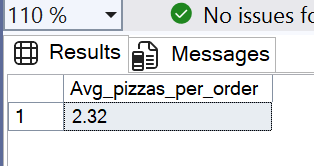 110 %
No issues fo
Results
Messages
Avg_pizzas_per_order
1
2.32